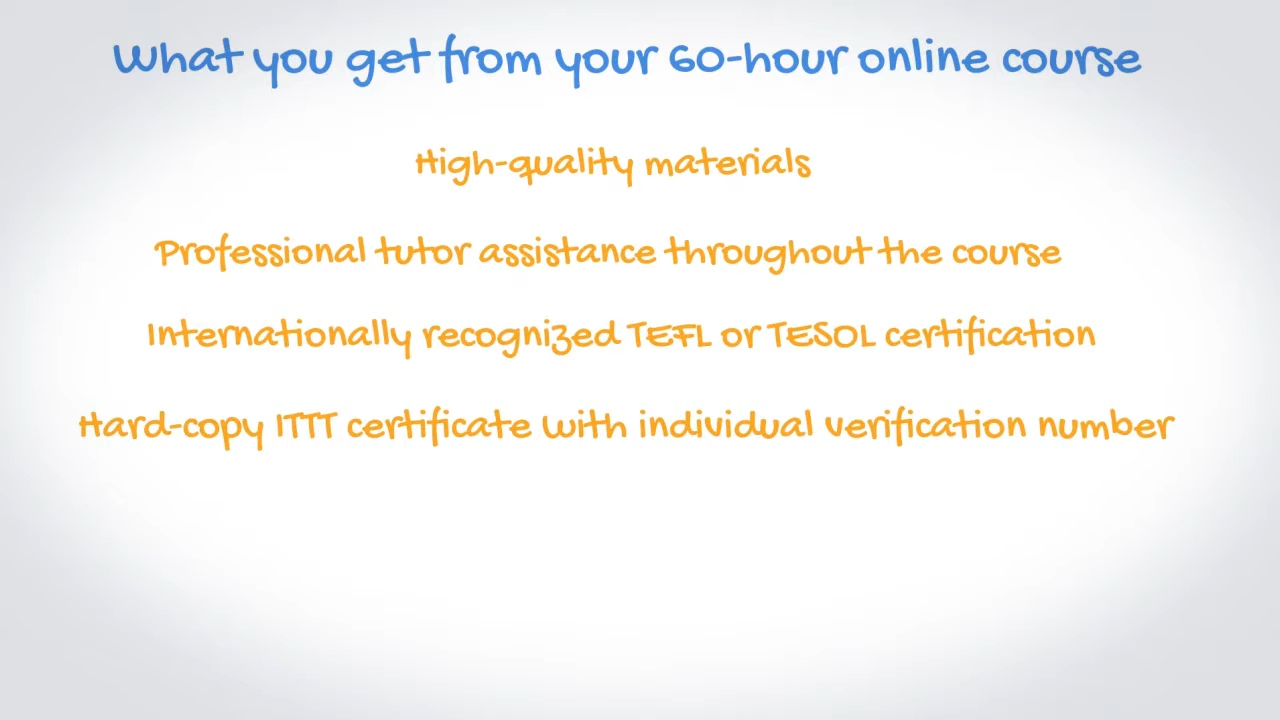 What you get from your 60-hour online course
High-quality materials
Professional tutor assistance throughout the course
Internationally recognized TEFL or TESOL certification
Hard-copy ITTT certificate with individual verification number